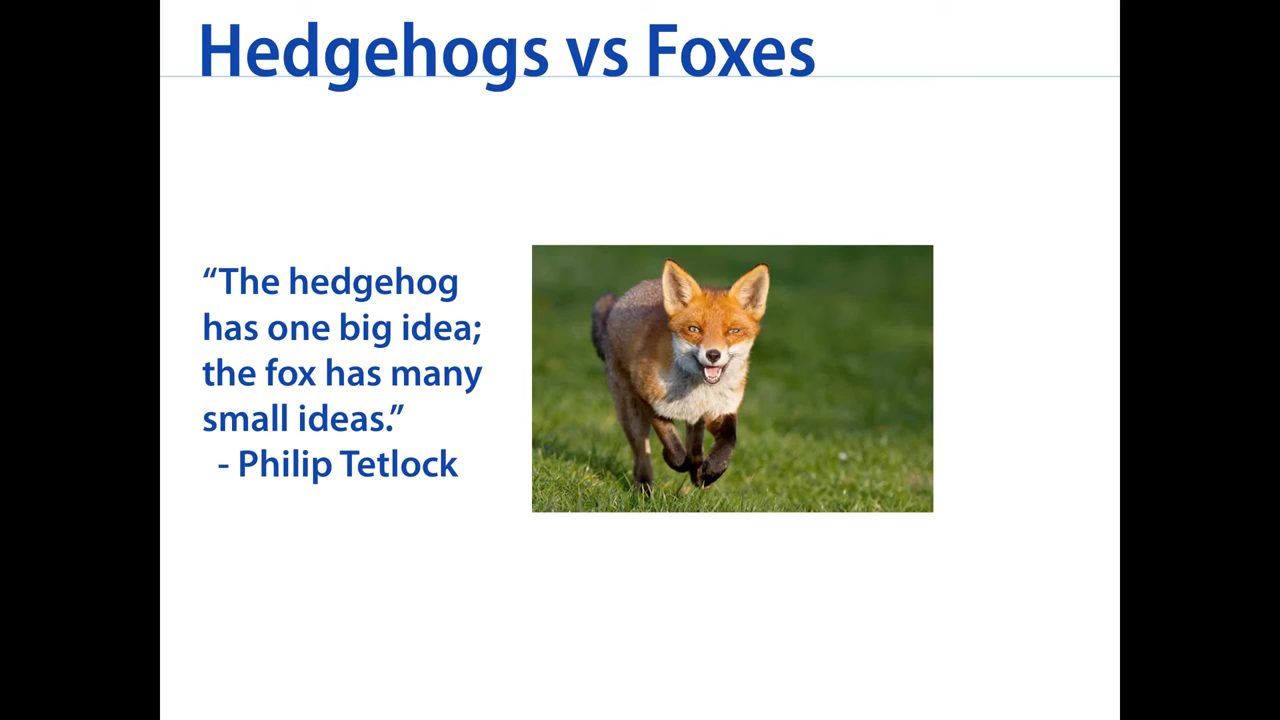 Hedgehogs vs Foxes
“The hedgehog
has one big idea;
the fox has many
small ideas.”
- Philip Tetlock